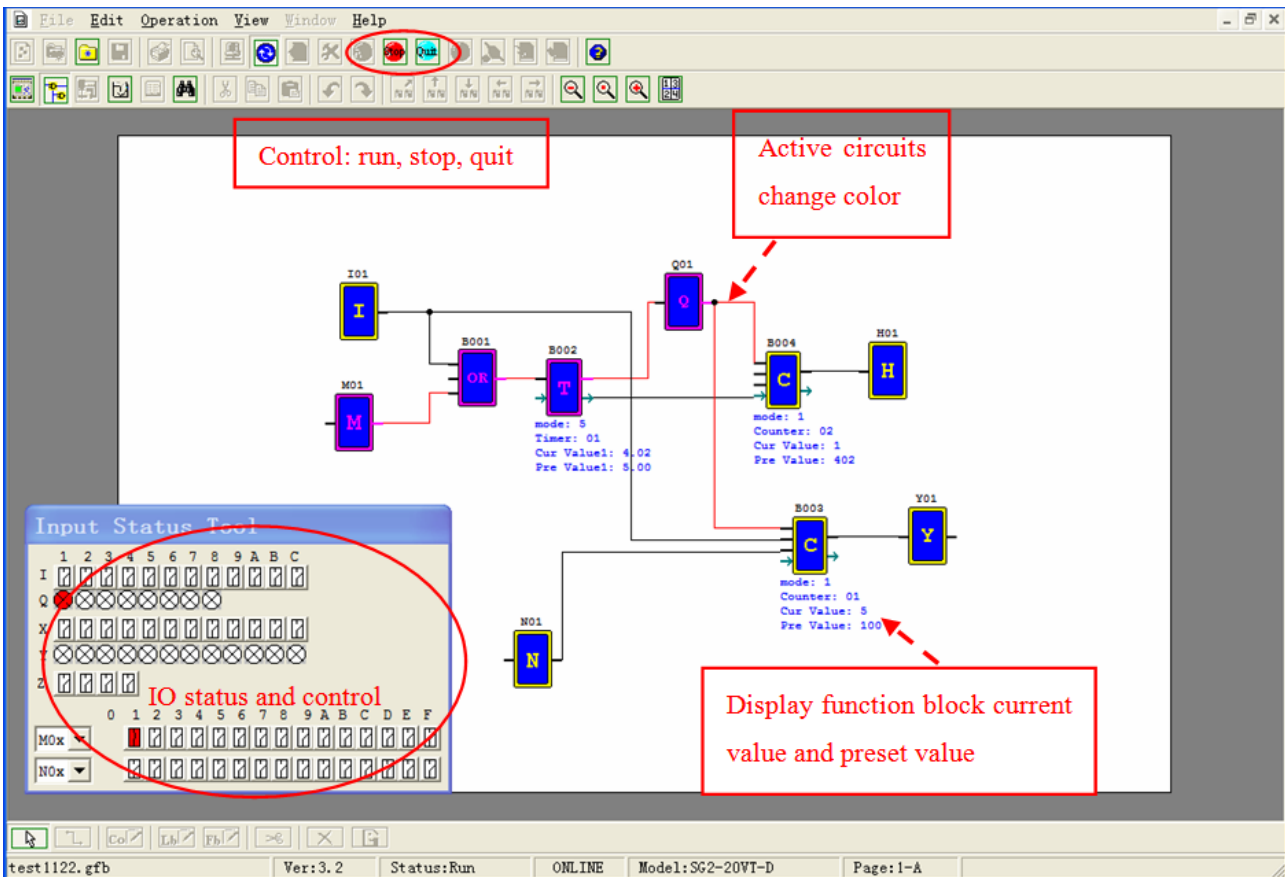 File Edit Operation View Window Help
Stop Quit
Control: run, stop, quit
Active circuits
change color
I01
I
Q01
Q
B001
OR
B002
T
mode: 5
Timer: 01
Cur Value1: 4.02
Pre Value1: 5.00
M01
M
B004
C
mode: 1
Counter: 02
Cur Value: 1
Pre Value: 402
H01
H
B003
C
mode: 1
Counter: 01
Cur Value: 5
Pre Value: 100
Y01
Y
N01
N
Input Status Tool
1 2 3 4 5 6 7 8 9 A B C
I
Q
X
Y
Z
IO status and control
0 1 2 3 4 5 6 7 8 9 A B C D E F
M0x
N0x
Display function block current
value and preset value
Co Lb Fb
test1122.gfb Ver:3.2 Status:Run ONLINE Model:SG2-20VT-D Page:1-A